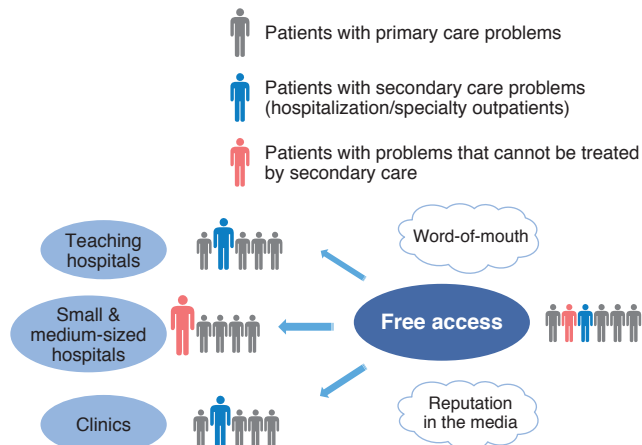 Patients with primary care problems
Patients with secondary care problems
(hospitalization/specialty outpatients)
Patients with problems that cannot be treated
by secondary care
Teaching
hospitals
Word-of-mouth
Small &
medium-sized
hospitals
Free access
Clinics
Reputation
in the media